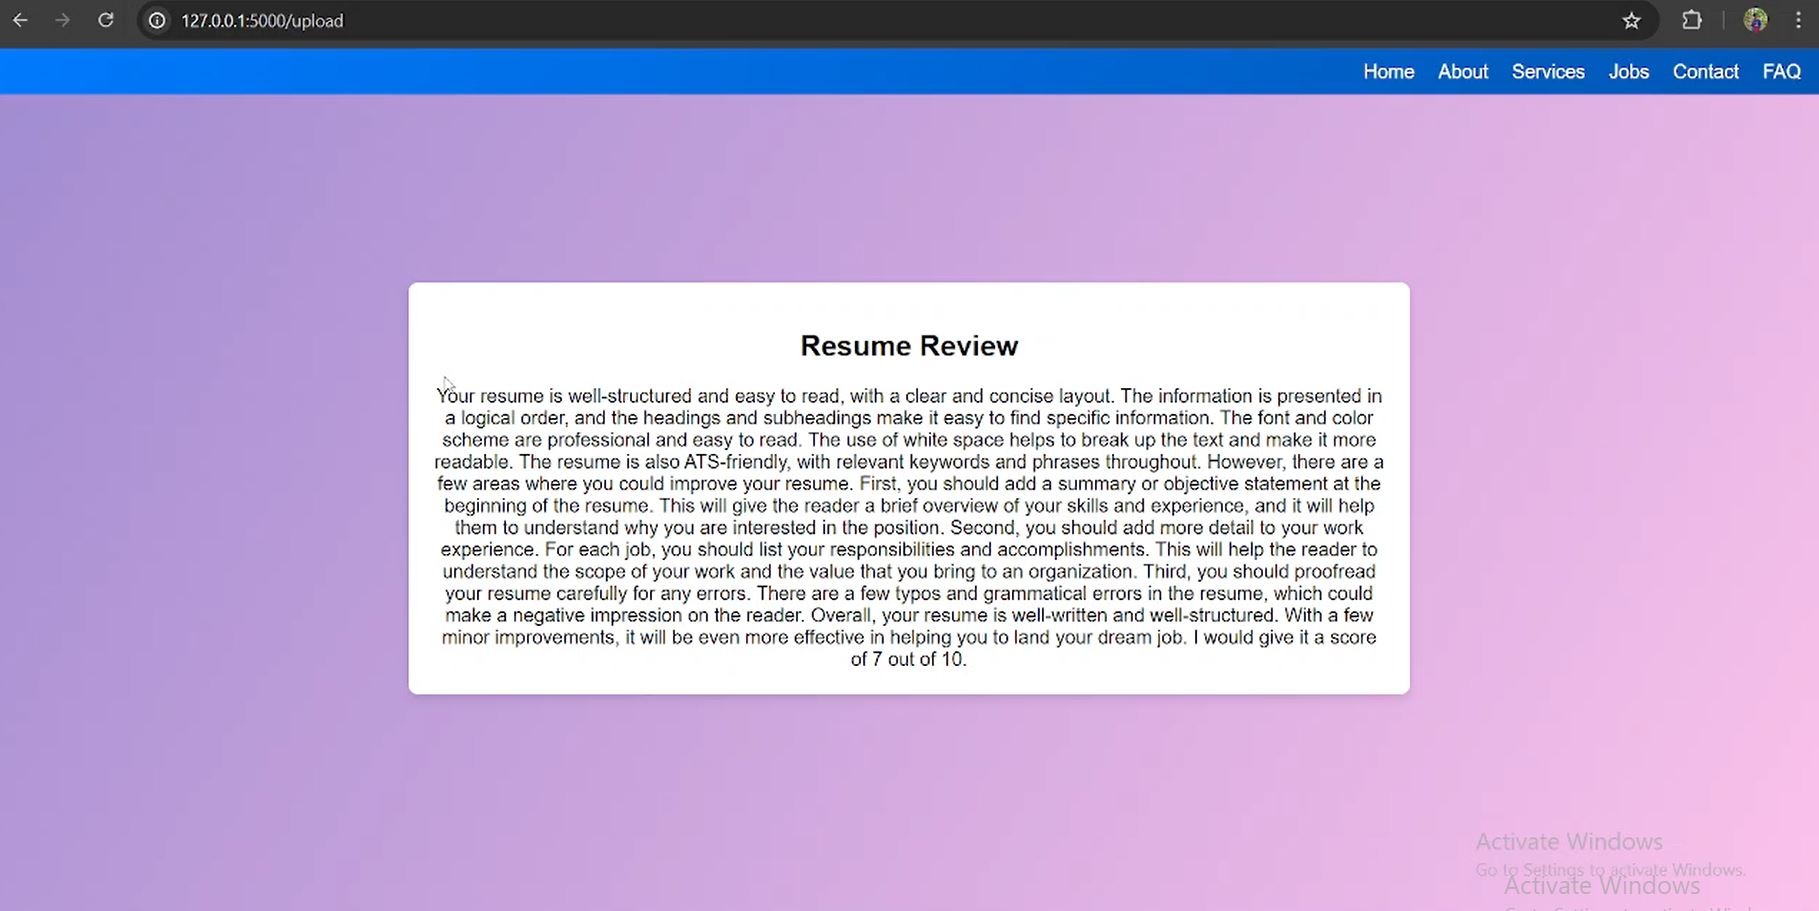 127.0.0.1:5000/upload
Home About Services Jobs Contact FAQ
Resume Review
Your resume is well-structured and easy to read, with a clear and concise layout. The information is presented in
a logical order, and the headings and subheadings make it easy to find specific information. The font and color
scheme are professional and easy to read. The use of white space helps to break up the text and make it more
readable. The resume is also ATS-friendly, with relevant keywords and phrases throughout. However, there are a
few areas where you could improve your resume. First, you should add a summary or objective statement at the
beginning of the resume. This will give the reader a brief overview of your skills and experience, and it will help
them to understand why you are interested in the position. Second, you should add more detail to your work
experience. For each job, you should list your responsibilities and accomplishments. This will help the reader to
understand the scope of your work and the value that you bring to an organization. Third, you should proofread
your resume carefully for any errors. There are a few typos and grammatical errors in the resume, which could
make a negative impression on the reader. Overall, your resume is well-written and well-structured. With a few
minor improvements, it will be even more effective in helping you to land your dream job. I would give it a score
of 7 out of 10.
Activate Windows
Go to Settings to activate Windows.
Activate Windows